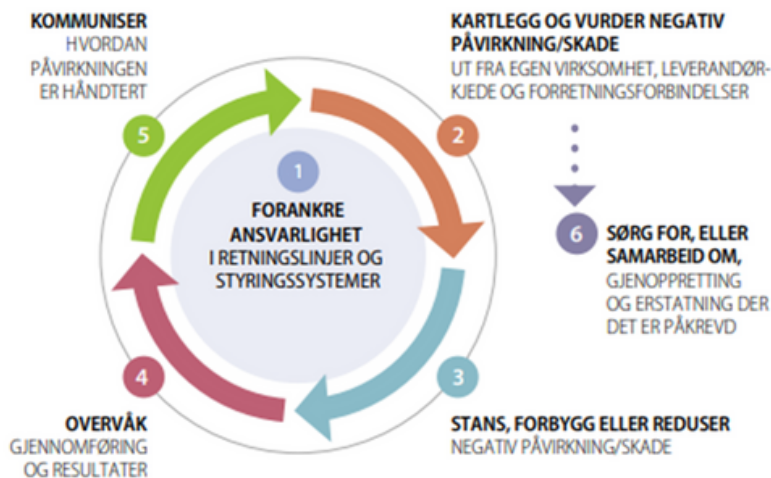 KOMMUNISER
HVORDAN
PÅVIRKNINGEN
ER HÅNDTERT
5
KARTLEGG OG VURDER NEGATIV
PÅVIRKNING/SKADE
UT FRA EGEN VIRKSOMHET, LEVERANDØR-
KJEDE OG FORRETNINGSFORBINDELSER
2
1
FORANKRE
ANSVARLIGHET
I RETNINGSLINJER OG
STYRINGSSYSTEMER
6
SØRG FOR, ELLER
SAMARBEID OM,
GJENOPPRETTING
OG ERSTATNING DER
DET ER PÅKREVD
4
OVERVÅK
GJENNOMFØRING
OG RESULTATER
3
STANS, FORBYGG ELLER REDUSER
NEGATIV PÅVIRKNING/SKADE